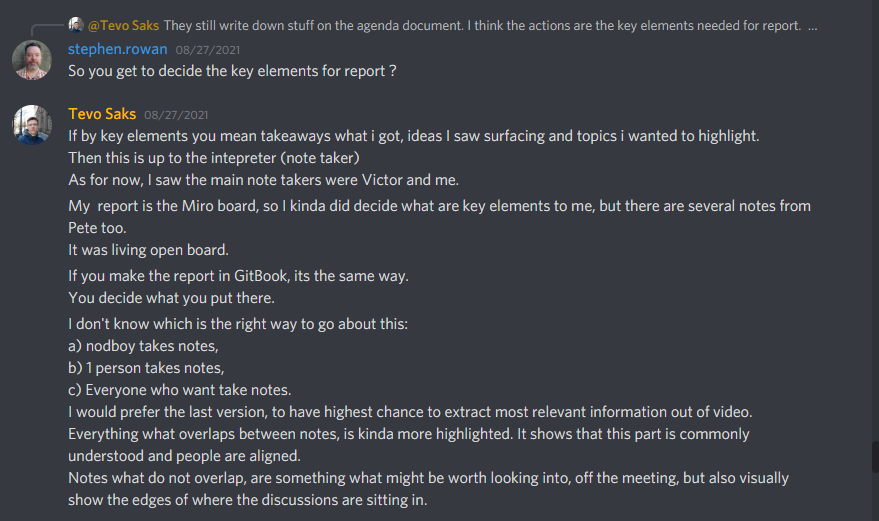 @Tevo Saks They still write down stuff on the agenda document. I think the actions are the key elements needed for report. ...
stephen.rowan 08/27/2021
So you get to decide the key elements for report ?
Tevo Saks 08/27/2021
If by key elements you mean takeaways what i got, ideas I saw surfacing and topics i wanted to highlight.
Then this is up to the intepreter (note taker)
As for now, I saw the main note takers were Victor and me.
My report is the Miro board, so I kinda did decide what are key elements to me, but there are several notes from
Pete too.
It was living open board.
If you make the report in GitBook, its the same way.
You decide what you put there.
I don't know which is the right way to go about this:
a) nodboy takes notes,
b) 1 person takes notes,
c) Everyone who want take notes.
I would prefer the last version, to have highest chance to extract most relevant information out of video.
Everything what overlaps between notes, is kinda more highlighted. It shows that this part is commonly
understood and people are aligned.
Notes what do not overlap, are something what might be worth looking into, off the meeting, but also visually
show the edges of where the discussions are sitting in.